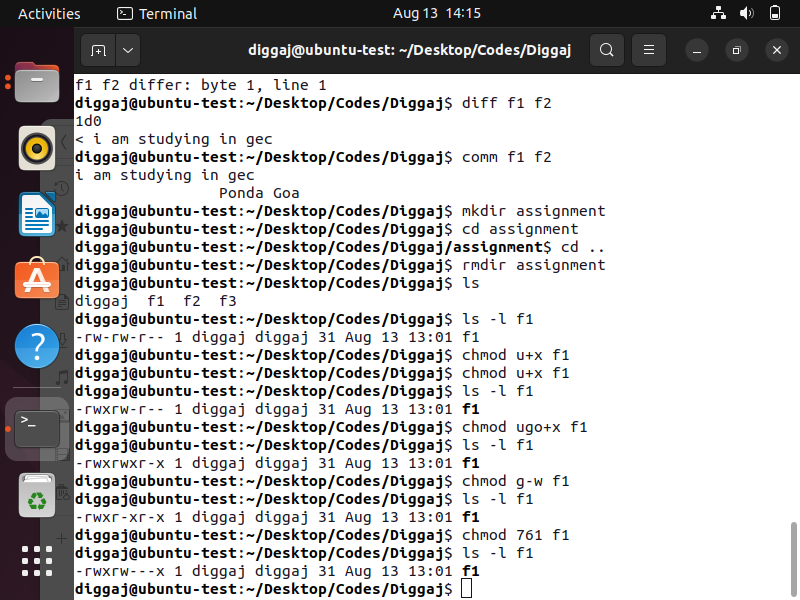 Activities Terminal Aug 13 14:15
diggaj@ubuntu-test: ~/Desktop/Codes/Diggaj
f1 f2 differ: byte 1, line 1
diggaj@ubuntu-test:~/Desktop/Codes/Diggaj$ diff f1 f2
1d0
< i am studying in gec
diggaj@ubuntu-test:~/Desktop/Codes/Diggaj$ comm f1 f2
i am studying in gec
Ponda Goa
diggaj@ubuntu-test:~/Desktop/Codes/Diggaj$ mkdir assignment
diggaj@ubuntu-test:~/Desktop/Codes/Diggaj$ cd assignment
diggaj@ubuntu-test:~/Desktop/Codes/Diggaj/assignment$ cd ..
diggaj@ubuntu-test:~/Desktop/Codes/Diggaj$ rmdir assignment
diggaj@ubuntu-test:~/Desktop/Codes/Diggaj$ ls
diggaj f1 f2 f3
diggaj@ubuntu-test:~/Desktop/Codes/Diggaj$ ls -l f1
-rw-rw-r-- 1 diggaj diggaj 31 Aug 13 13:01 f1
diggaj@ubuntu-test:~/Desktop/Codes/Diggaj$ chmod u+x f1
diggaj@ubuntu-test:~/Desktop/Codes/Diggaj$ chmod u+x f1
diggaj@ubuntu-test:~/Desktop/Codes/Diggaj$ ls -l f1
-rwxrw-r-- 1 diggaj diggaj 31 Aug 13 13:01 f1
diggaj@ubuntu-test:~/Desktop/Codes/Diggaj$ chmod ugo+x f1
diggaj@ubuntu-test:~/Desktop/Codes/Diggaj$ ls -l f1
-rwxrwxr-x 1 diggaj diggaj 31 Aug 13 13:01 f1
diggaj@ubuntu-test:~/Desktop/Codes/Diggaj$ chmod g-w f1
diggaj@ubuntu-test:~/Desktop/Codes/Diggaj$ ls -l f1
-rwxr-xr-x 1 diggaj diggaj 31 Aug 13 13:01 f1
diggaj@ubuntu-test:~/Desktop/Codes/Diggaj$ chmod 761 f1
diggaj@ubuntu-test:~/Desktop/Codes/Diggaj$ ls -l f1
-rwxrw---x 1 diggaj diggaj 31 Aug 13 13:01 f1
diggaj@ubuntu-test:~/Desktop/Codes/Diggaj$